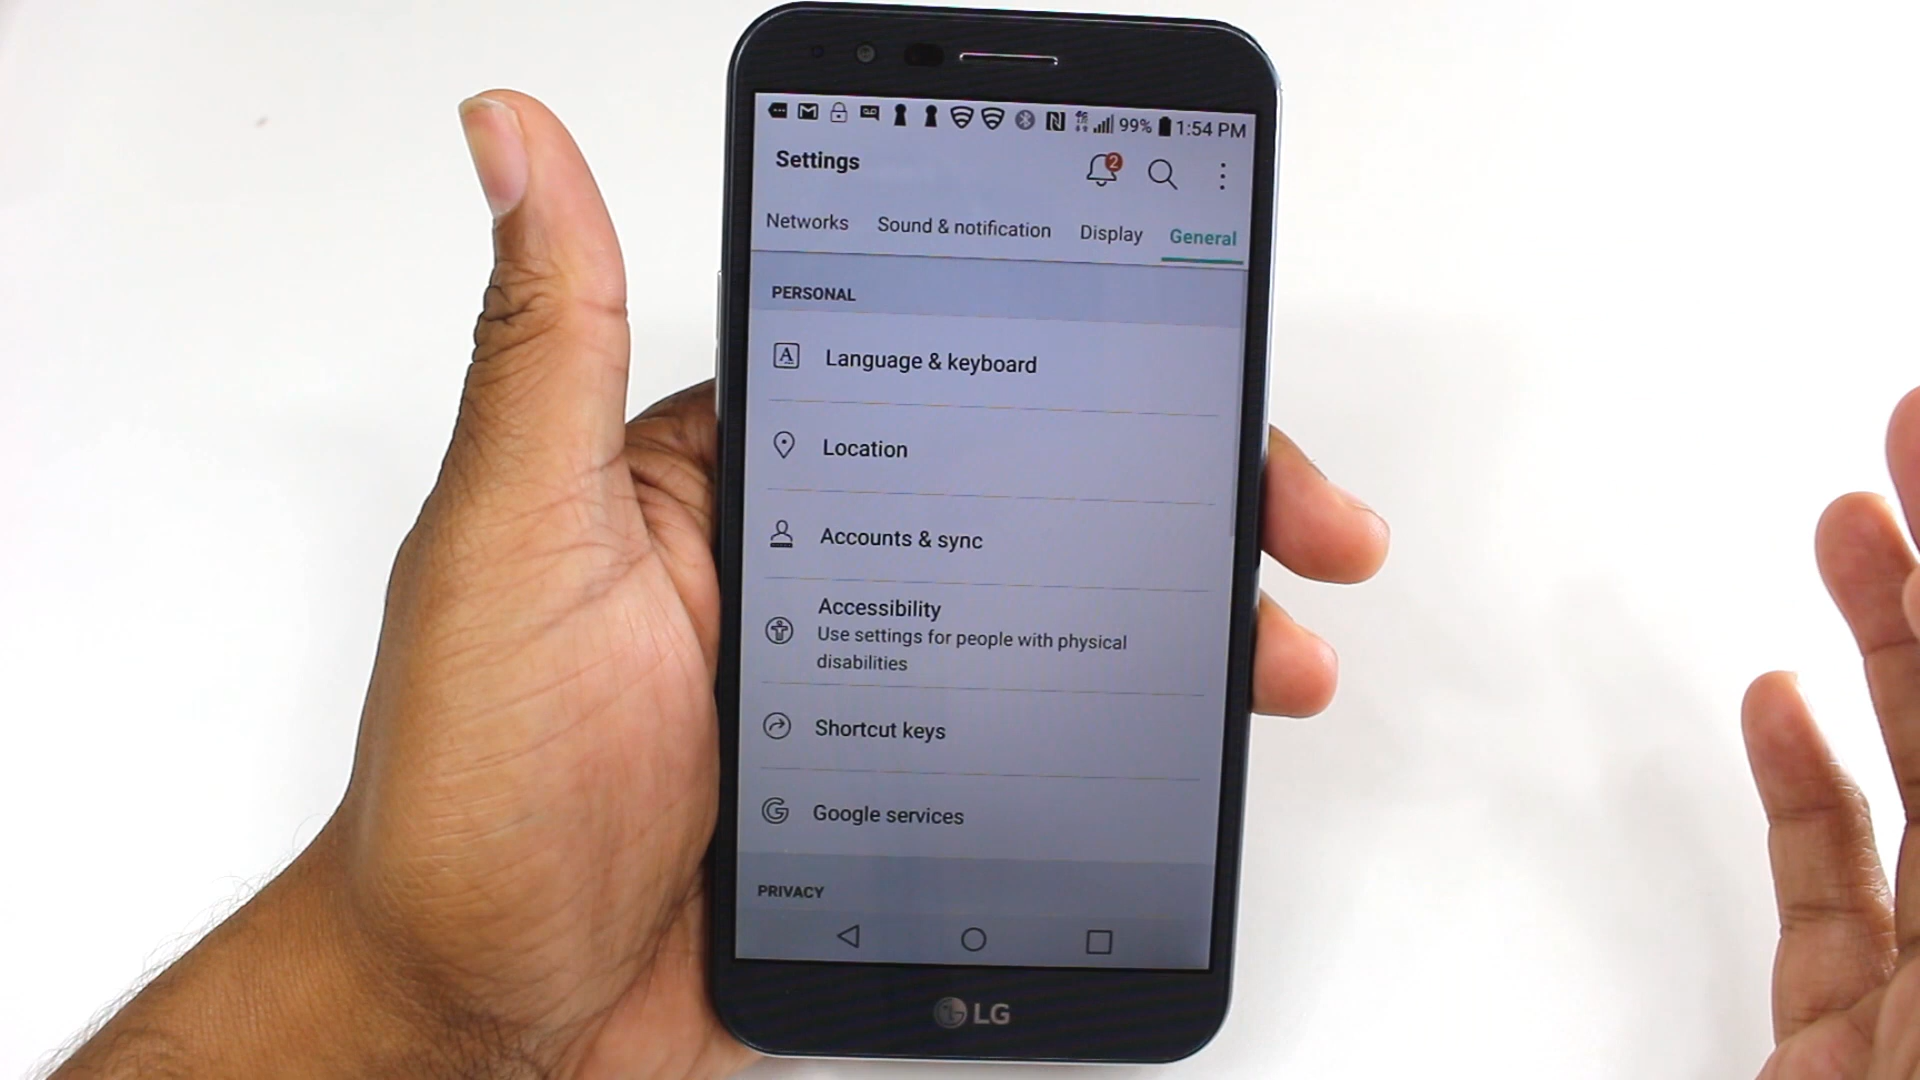 99% 1:54 PM
Settings
2
Networks Sound & notification Display General
PERSONAL
A Language & keyboard
Location
Accounts & sync
Accessibility
Use settings for people with physical
disabilities
Shortcut keys
Google services
PRIVACY
LG